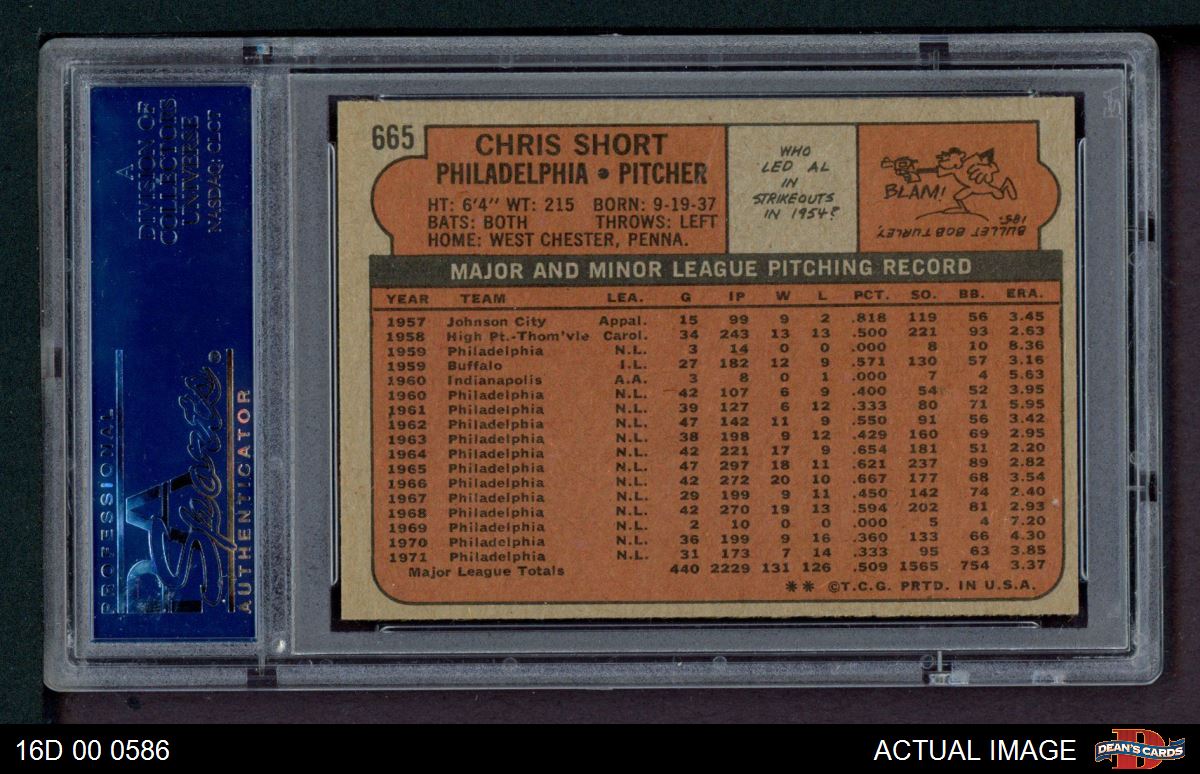 A
DIVISION OF
COLLECTORS
UNIVERSE
NASDAQ: CLCT
PROFESSIONAL
PSA
Sports®
AUTHENTICATOR
665
CHRIS SHORT
PHILADELPHIA • PITCHER
HT: 6'4" WT: 215 BORN: 9-19-37
BATS: BOTH THROWS: LEFT
HOME: WEST CHESTER, PENNA.
WHO
LED AL
IN
STRIKEOUTS
IN 1954?
BLAM!
BULLET BOB TURLEY,
185.
MAJOR AND MINOR LEAGUE PITCHING RECORD
YEAR TEAM LEA. G IP W L PCT. SO. BB. ERA.
1957 Johnson City Appal. 15 99 9 2 .818 119 56 3.45
1958 High Pt.-Thom'vle Carol. 34 243 13 13 .500 221 93 2.63
1959 Philadelphia N.L. 3 14 0 0 .000 8 10 8.36
1959 Buffalo I.L. 27 182 12 9 .571 130 57 3.16
1960 Indianapolis A.A. 3 8 0 1 .000 7 4 5.63
1960 Philadelphia N.L. 42 107 6 9 .400 54 52 3.95
1961 Philadelphia N.L. 39 127 6 12 .333 80 71 5.95
1962 Philadelphia N.L. 47 142 11 9 .550 91 56 3.42
1963 Philadelphia N.L. 38 198 9 12 .429 160 69 2.95
1964 Philadelphia N.L. 42 221 17 9 .654 181 51 2.20
1965 Philadelphia N.L. 47 297 18 11 .621 237 89 2.82
1966 Philadelphia N.L. 42 272 20 10 .667 177 68 3.54
1967 Philadelphia N.L. 29 199 9 11 .450 142 74 2.40
1968 Philadelphia N.L. 42 270 19 13 .594 202 81 2.93
1969 Philadelphia N.L. 2 10 0 0 .000 5 4 7.20
1970 Philadelphia N.L. 36 199 9 16 .360 133 66 4.30
1971 Philadelphia N.L. 31 173 7 14 .333 95 63 3.85
Major League Totals 440 2229 131 126 .509 1565 754 3.37
** ©T.C.G. PRTD. IN U.S.A.
16D 00 0586
ACTUAL IMAGE
DEAN'S CARDS